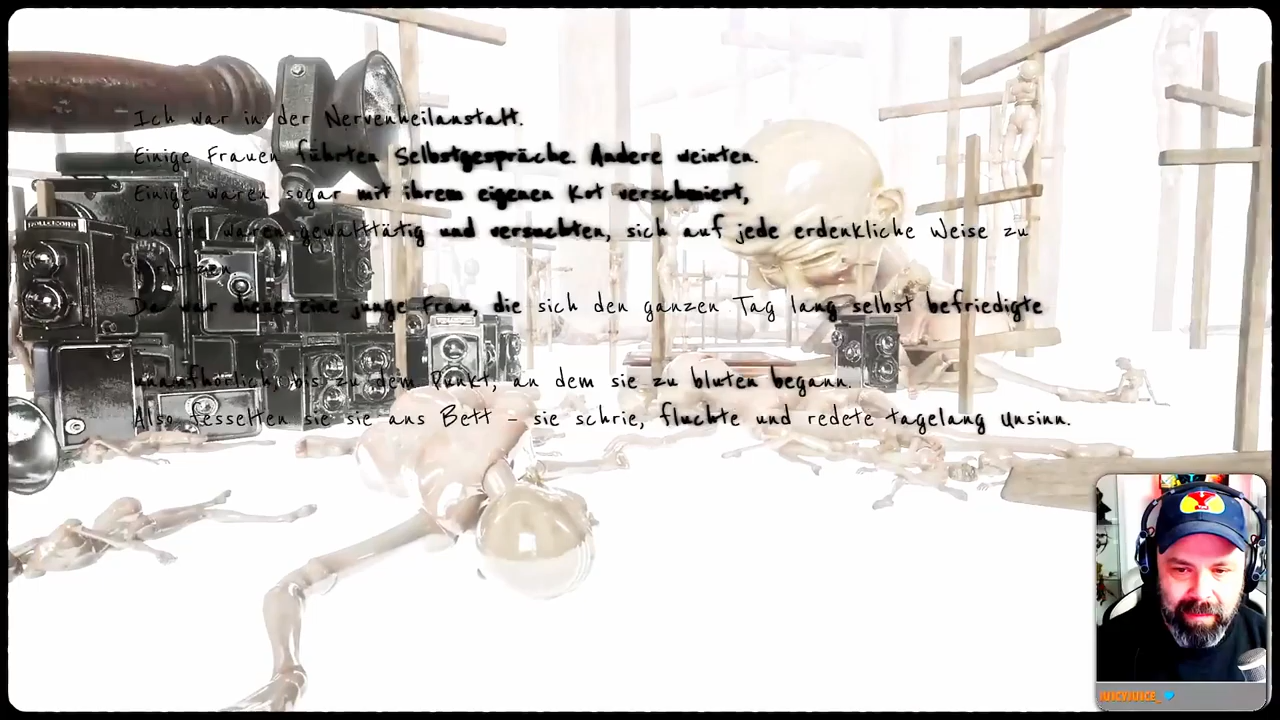 Ich war in der Nervenheilanstalt.
Einige Frauen führten Selbstgespräche. Andere weinten.
Einige waren sogar mit ihrem eigenen Kot verschmiert,
andere waren gewalttätig und versuchten, sich auf jede erdenkliche Weise zu
verletzen.
Da war diese eine junge Frau, die sich den ganzen Tag lang selbst befriedigte
unaufhörlich, bis zu dem Punkt, an dem sie zu bluten begann.
Also fesselten sie sie ans Bett – sie schrie, fluchte und redete tagelang Unsinn.